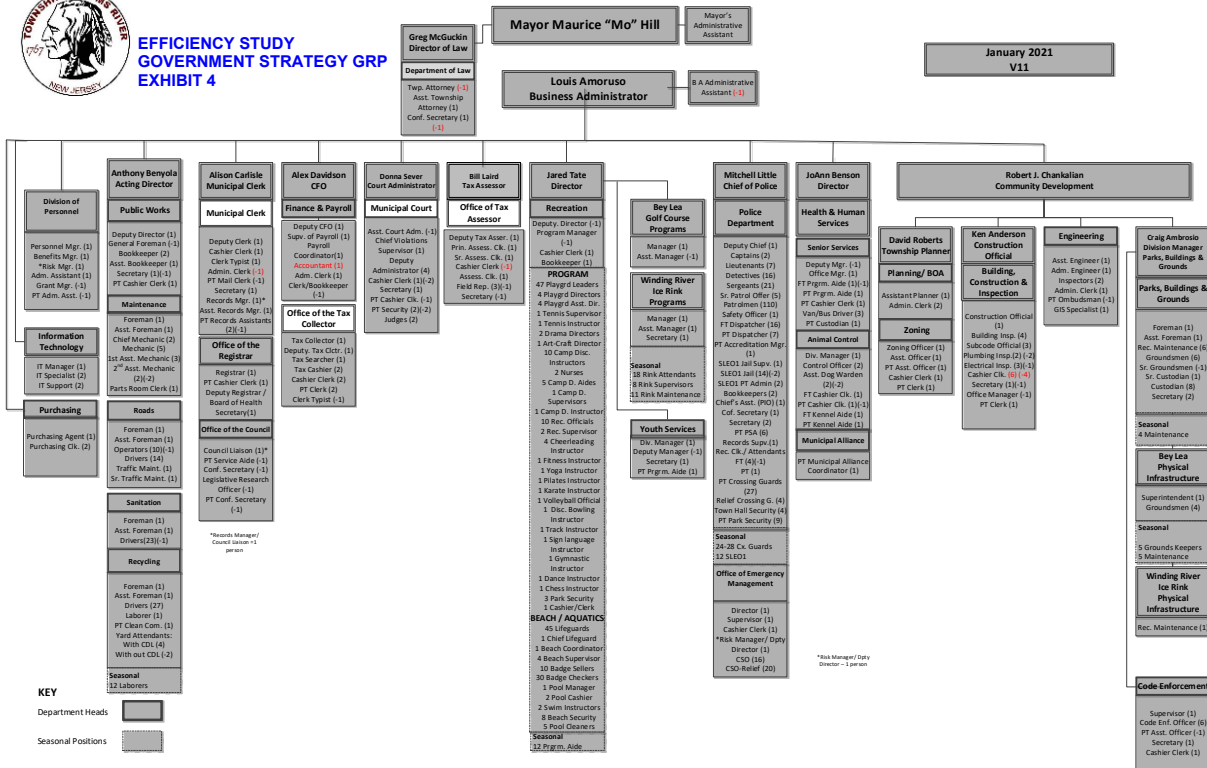 TOWNSHIP
RIVER
1767
NEW JERSEY
EFFICIENCY STUDY
GOVERNMENT STRATEGY GRP
EXHIBIT 4
Greg McGuckin
Director of Law
Department of Law
Twp. Attorney (-1)
Asst. Township
Attorney (1)
Conf. Secretary (1)
(-1)
Mayor Maurice “Mo” Hill
Mayor's
Administrative
Assistant
Louis Amoruso
Business Administrator
B A Administrative
Assistant (-1)
January 2021
V11
Division of
Personnel
Personnel Mgr. (1)
Benefits Mgr. (1)
*Risk Mgr. (1)
Adm. Assistant (1)
Grant Mgr. (-1)
PT Adm. Asst. (-1)
Information
Technology
IT Manager (1)
IT Specialist (2)
IT Support (2)
Purchasing
Purchasing Agent (1)
Purchasing Clk. (2)
Anthony Benyola
Acting Director
Public Works
Deputy Director (1)
General Foreman (-1)
Bookkeeper (2)
Asst. Bookkeeper (1)
Secretary (1)(-1)
PT Cashier Clerk (1)
Maintenance
Foreman (1)
Asst. Foreman (1)
Chief Mechanic (2)
Mechanic (5)
1st Asst. Mechanic (3)
2nd Asst. Mechanic
(2)(-2)
Parts Room Clerk (1)
Roads
Foreman (1)
Asst. Foreman (1)
Operators (10)(-1)
Drivers (14)
Traffic Maint. (1)
Sr. Traffic Maint. (1)
Sanitation
Foreman (1)
Asst. Foreman (1)
Drivers(23)(-1)
Recycling
Foreman (1)
Asst. Foreman (1)
Drivers (27)
Laborer (1)
PT Clean Com. (1)
Yard Attendants:
With CDL (4)
With out CDL (-2)
Seasonal
12 Laborers
Alison Carlisle
Municipal Clerk
Municipal Clerk
Deputy Clerk (1)
Cashier Clerk (1)
Clerk Typist (1)
Admin. Clerk (-1)
PT Mail Clerk (-1)
Secretary (1)
Records Mgr. (1)*
Asst. Records Mgr. (1)
PT Records Assistants
(2)(-1)
Office of the
Registrar
Registrar (1)
PT Cashier Clerk (1)
Deputy Registrar /
Board of Health
Secretary(1)
Office of the Council
Council Liaison (1)*
PT Service Aide (-1)
Conf. Secretary (-1)
Legislative Research
Officer (-1)
PT Conf. Secretary
(-1)
*Records Manager/
Council Liaison =1
person
Alex Davidson
CFO
Finance & Payroll
Deputy CFO (1)
Supv. of Payroll (1)
Payroll
Coordinator(1)
Accountant (1)
Adm. Clerk (1)
Clerk/Bookkeeper
(-1)
Office of the Tax
Collector
Tax Collector (1)
Deputy. Tax Clctr. (1)
Tax Searcher (1)
Tax Cashier (2)
Cashier Clerk (2)
PT Clerk (2)
Clerk Typist (-1)
Donna Sever
Court Administrator
Municipal Court
Asst. Court Adm. (-1)
Chief Violations
Supervisor (1)
Deputy
Administrator (4)
Cashier Clerk (1)(-2)
Secretary (1)
PT Cashier Clk. (-1)
PT Security (2)(-2)
Judges (2)
Bill Laird
Tax Assessor
Office of Tax
Assessor
Deputy Tax Asser. (1)
Prin. Assess. Clk. (1)
Sr. Assess. Clk. (1)
Cashier Clerk (-1)
Assess. Clk. (1)
Field Rep. (3)(-1)
Secretary (-1)
Jared Tate
Director
Recreation
Deputy. Director (-1)
Program Manager
(-1)
Cashier Clerk (1)
Bookkeeper (1)
PROGRAM
47 Playgrd Leaders
4 Playgrd Directors
4 Playgrd Asst. Dir.
1 Tennis Supervisor
1 Tennis Instructor
2 Drama Directors
1 Art-Craft Director
10 Camp Disc.
Instructors
2 Nurses
5 Camp D. Aides
1 Camp D.
Supervisors
1 Camp D. Instructor
10 Rec. Officials
2 Rec. Supervisor
4 Cheerleading
Instructor
1 Fitness Instructor
1 Yoga Instructor
1 Pilates Instructor
1 Karate Instructor
1 Volleyball Official
1 Disc. Bowling
Instructor
1 Track Instructor
1 Sign language
Instructor
1 Gymnastic
Instructor
1 Dance Instructor
1 Chess Instructor
3 Park Security
1 Cashier/Clerk
BEACH / AQUATICS
45 Lifeguards
1 Chief Lifeguard
1 Beach Coordinator
4 Beach Supervisor
10 Badge Sellers
30 Badge Checkers
1 Pool Manager
2 Pool Cashier
2 Swim Instructors
8 Beach Security
5 Pool Cleaners
Seasonal
12 Prgrm. Aide
Bey Lea
Golf Course
Programs
Manager (1)
Asst. Manager (-1)
Winding River
Ice Rink
Programs
Manager (1)
Asst. Manager (1)
Secretary (1)
Seasonal
18 Rink Attendants
8 Rink Supervisors
11 Rink Maintenance
Youth Services
Div. Manager (1)
Deputy Manager (-1)
Secretary (1)
PT Prgrm. Aide (1)
Mitchell Little
Chief of Police
Police
Department
Deputy Chief (1)
Captains (2)
Lieutenants (7)
Detectives (16)
Sergeants (21)
Sr. Patrol Offer (5)
Patrolmen (110)
Safety Officer (1)
FT Dispatcher (16)
PT Dispatcher (7)
PT Accreditation Mgr.
(1)
SLEO1 Jail Supv. (1)
SLEO1 Jail (14)(-2)
SLEO1 PT Admin (2)
Bookkeepers (2)
Chief's Asst. (PIO) (1)
Cof. Secretary (1)
Secretary (2)
PT PSA (6)
Records Supv.(1)
Rec. Clk./ Attendants
FT (4)(-1)
PT (1)
PT Crossing Guards
(27)
Relief Crossing G. (4)
Town Hall Security (4)
PT Park Security (9)
Seasonal
24-28 Cx. Guards
12 SLEO1
Office of Emergency
Management
Director (1)
Supervisor (1)
Cashier Clerk (1)
*Risk Manager/ Dpty
Director (1)
CSO (16)
CSO-Relief (20)
JoAnn Benson
Director
Health & Human
Services
Senior Services
Deputy Mgr. (-1)
Office Mgr. (1)
FT Prgrm. Aide (1)(-1)
PT Prgrm. Aide (1)
PT Cashier Clerk (1)
Van/Bus Driver (3)
PT Custodian (1)
Animal Control
Div. Manager (1)
Control Officer (2)
Asst. Dog Warden
(2)(-2)
FT Cashier Clk. (1)
PT Cashier Clk. (1)(-1)
FT Kennel Aide (1)
PT Kennel Aide (1)
Municipal Alliance
PT Municipal Alliance
Coordinator (1)
*Risk Manager/ Dpty
Director – 1 person
Robert J. Chankalian
Community Development
David Roberts
Township Planner
Planning/ BOA
Assistant Planner (1)
Admin. Clerk (2)
Zoning
Zoning Officer (1)
Asst. Officer (1)
PT Asst. Officer (1)
Cashier Clerk (1)
PT Clerk (1)
Ken Anderson
Construction
Official
Building,
Construction &
Inspection
Construction Official
(1)
Building Insp. (4)
Subcode Official (3)
Plumbing Insp.(2)(-2)
Electrical Insp. (3)(-1)
Cashier Clk. (6) (-4)
Secretary (1)(-1)
Office Manager (-1)
PT Clerk (1)
Engineering
Asst. Engineer (1)
Adm. Engineer (1)
Inspectors (2)
Admin. Clerk (1)
PT Ombudsman (-1)
GIS Specialist (1)
Craig Ambrosio
Division Manager
Parks, Buildings &
Grounds
Parks, Buildings &
Grounds
Foreman (1)
Asst. Foreman (1)
Rec. Maintenance (6)
Groundsmen (6)
Sr. Groundsmen (-1)
Sr. Custodian (1)
Custodian (8)
Secretary (2)
Seasonal
4 Maintenance
Bey Lea
Physical
Infrastructure
Superintendent (1)
Groundsmen (4)
Seasonal
5 Grounds Keepers
5 Maintenance
Winding River
Ice Rink
Physical
Infrastructure
Rec. Maintenance (1)
Code Enforcement
Supervisor (1)
Code Enf. Officer (6)
PT Asst. Officer (-1)
Secretary (1)
Cashier Clerk (1)
KEY
Department Heads
Seasonal Positions